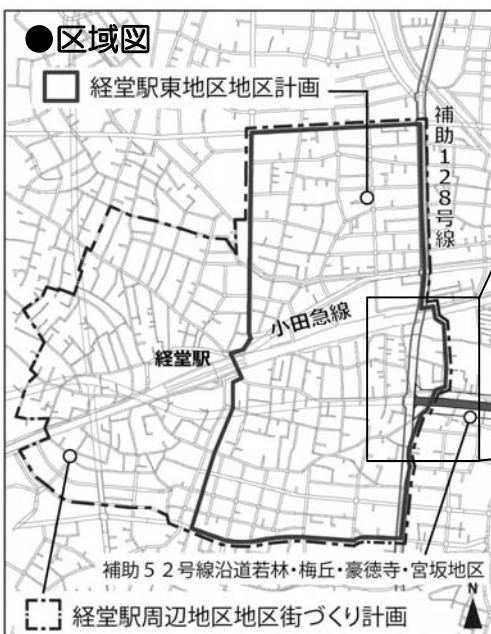 ●区域図
経堂駅東地区地区計画
補助128号線
小田急線
経堂駅
補助52号線沿道若林・梅丘・豪徳寺・宮坂地区
N
経堂駅周辺地区地区街づくり計画